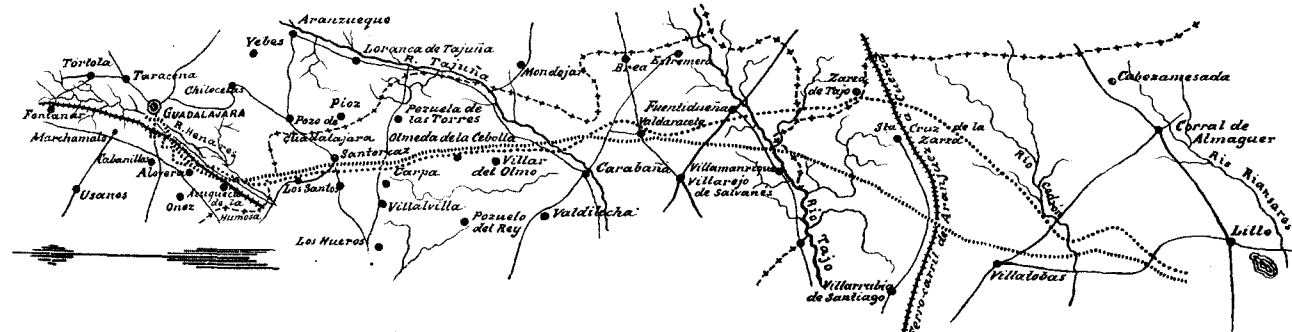 Aranzueque
Yebes
Loranca de Tajuña
R. Tajuña
Tortola
Taracena
Chiloeches
Fontanar
GUADALAJARA
Marchamalo
R. Henares
Cabanillas
Alovera
Usanos
Azuqueca
de la
Humosa
Pioz
Pozo de
Guadalajara
Pezuela de
las Torres
Olmeda de la Cebolla
Santorcaz
Los Santos
Villar
del Olmo
Carpa
Villalvilla
Pozuelo
del Rey
Los Hueros
Valdilecha
Carabaña
Mondejar
Brea
Estremera
Fuentidueña
Valdaracete
Villamanrique
Villarejo
de Salvanes
Rio Tajo
Zarza
de Tajo
Sta Cruz de la
Zarza
Villarrubia
de Santiago
Ferro-carril de Aranjuez
Cuenca
Rio
Villatobas
Cabezamesada
Corral de
Almaguer
Rio Riansares
Lillo